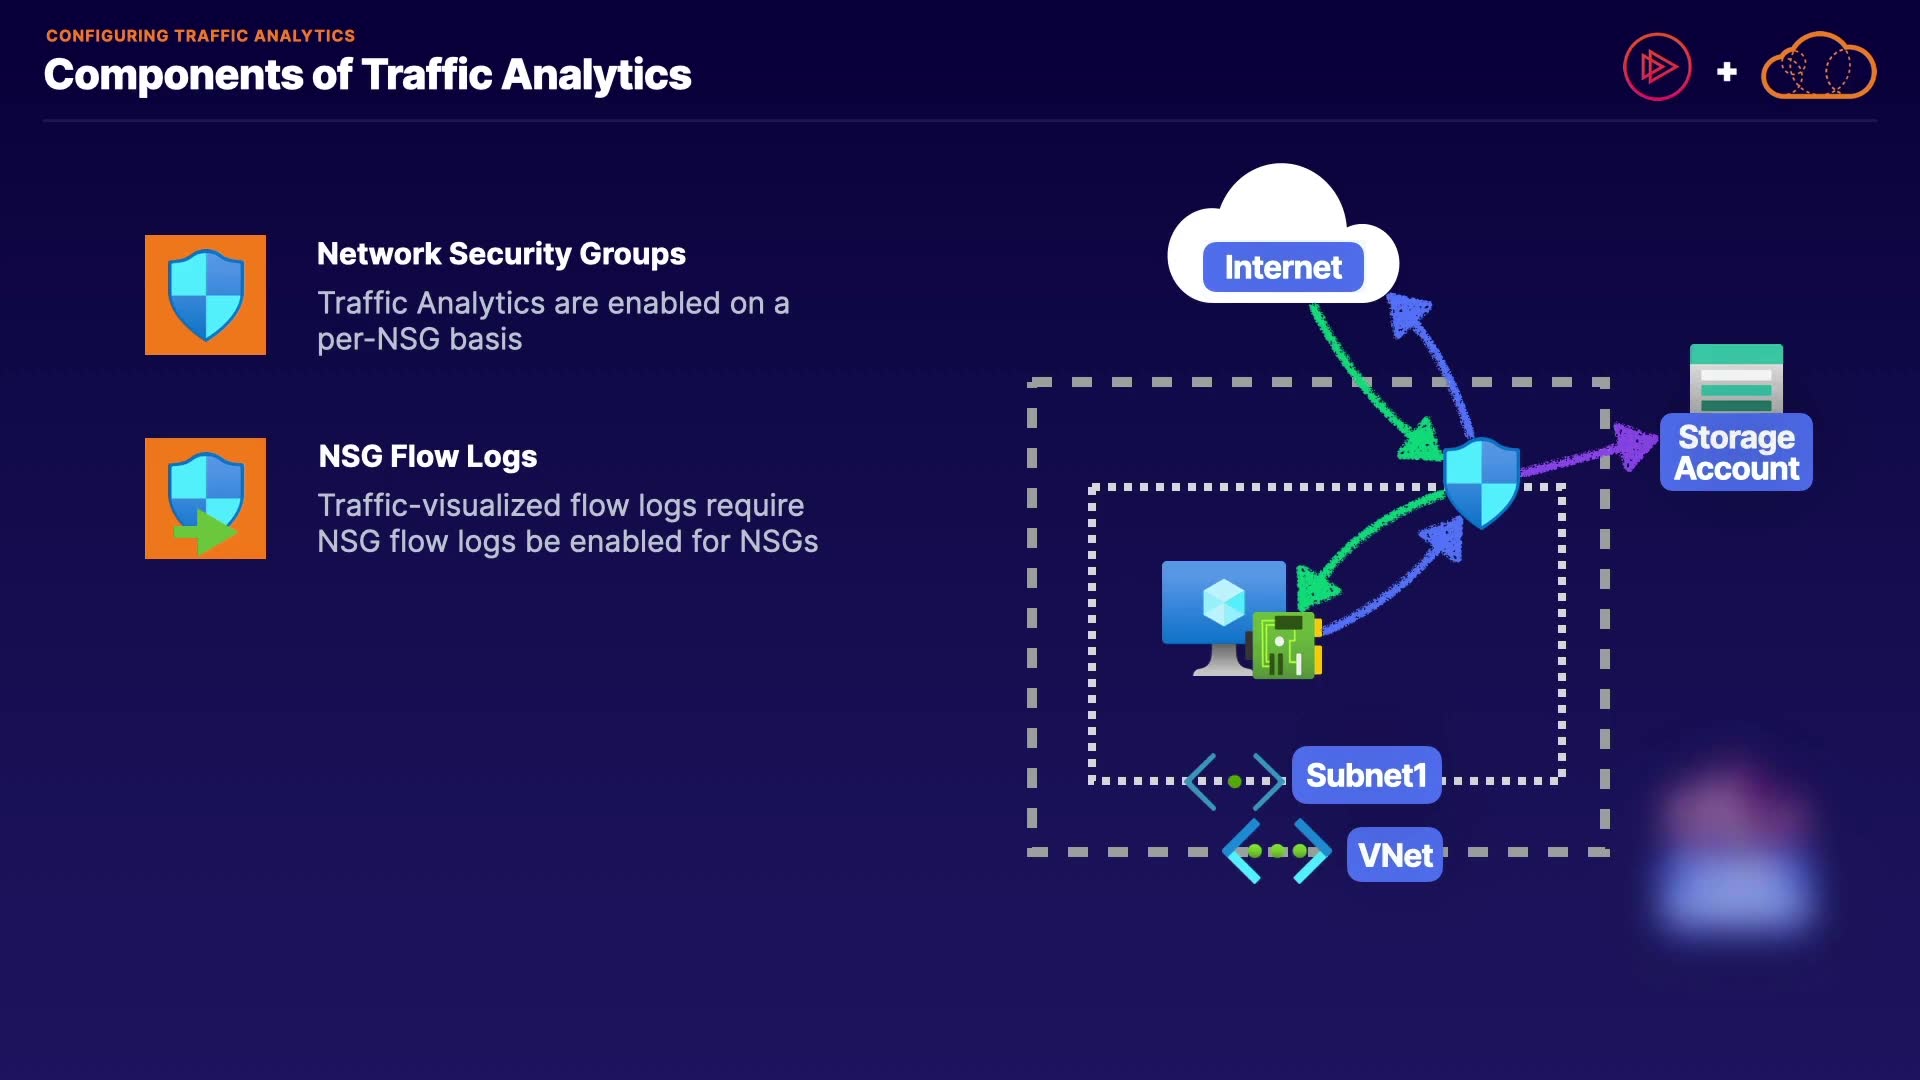 CONFIGURING TRAFFIC ANALYTICS
Components of Traffic Analytics
Network Security Groups
Traffic Analytics are enabled on a
per-NSG basis
NSG Flow Logs
Traffic-visualized flow logs require
NSG flow logs be enabled for NSGs
Internet
Storage
Account
Subnet1
VNet